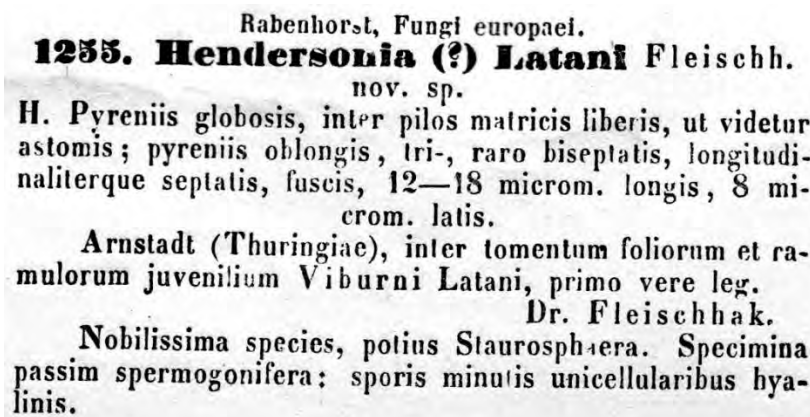 Rabenhorst, Fungi europaei.
1255. Hendersonia (?) Latani Fleischh.
nov. sp.
H. Pyreniis globosis, inter pilos matricis liberis, ut videtur
astomis; pyreniis oblongis, tri-, raro biseptatis, longitudi-
naliterque septatis, fuscis, 12—18 microm. longis, 8 mi-
crom. latis.
Arnstadt (Thuringiae), inter tomentum foliorum et ra-
mulorum juvenilium Viburni Latani, primo vere leg.
Dr. Fleischhak.
Nobilissima species, potius Staurosphaera. Specimina
passim spermogonifera: sporis minutis unicellularibus hya-
linis.